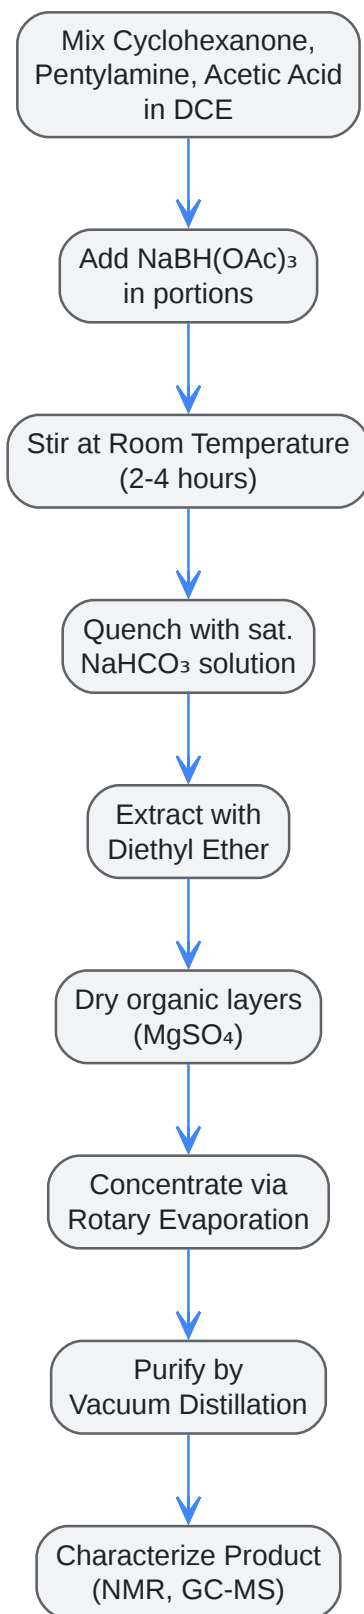 Mix Cyclohexanone,
Pentylamine, Acetic Acid
in DCE
Add NaBH(OAc)₃
in portions
Stir at Room Temperature
(2-4 hours)
Quench with sat.
NaHCO₃ solution
Extract with
Diethyl Ether
Dry organic layers
(MgSO₄)
Concentrate via
Rotary Evaporation
Purify by
Vacuum Distillation
Characterize Product
(NMR, GC-MS)